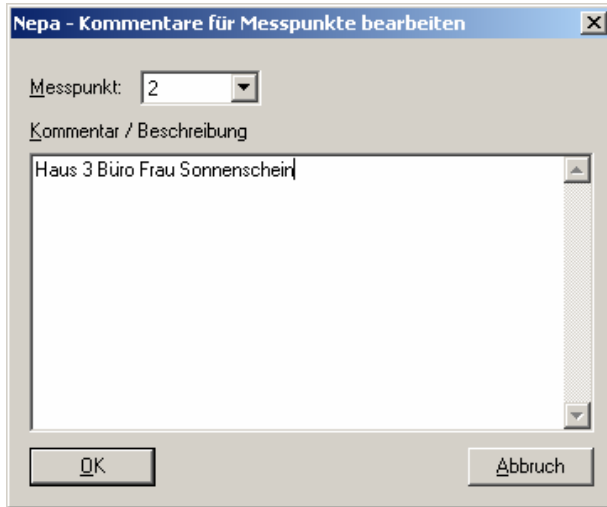 Nepa - Kommentare für Messpunkte bearbeiten
Messpunkt: 2
Kommentar / Beschreibung
Haus 3 Büro Frau Sonnenschein
OK Abbruch